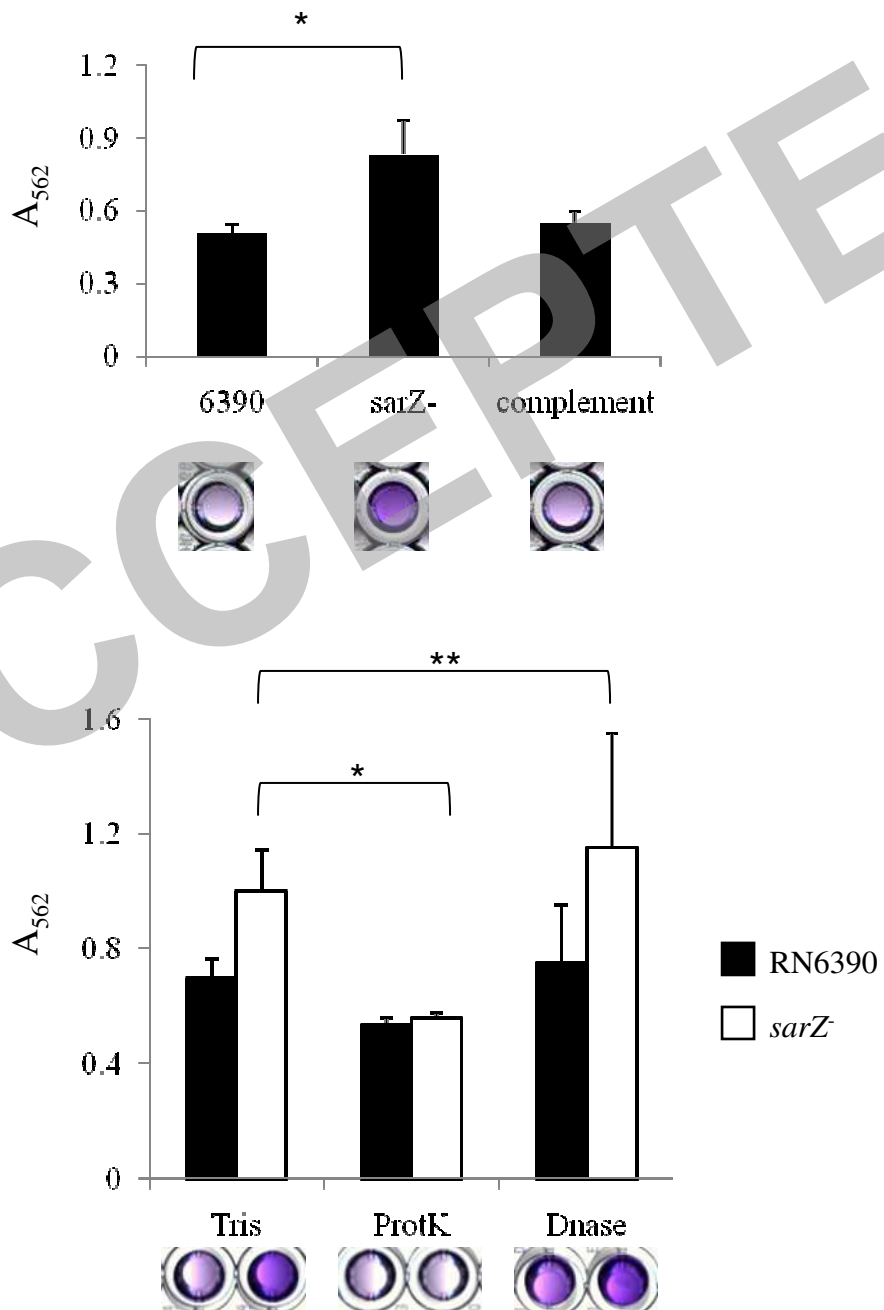 *
1.2
0.9
0.6
0.3
0
A562
6390 sarZ- complement
CCEPTE
**
*
1.6
1.2
0.8
0.4
0
A562
Tris ProtK Dnase
RN6390
sarZ-